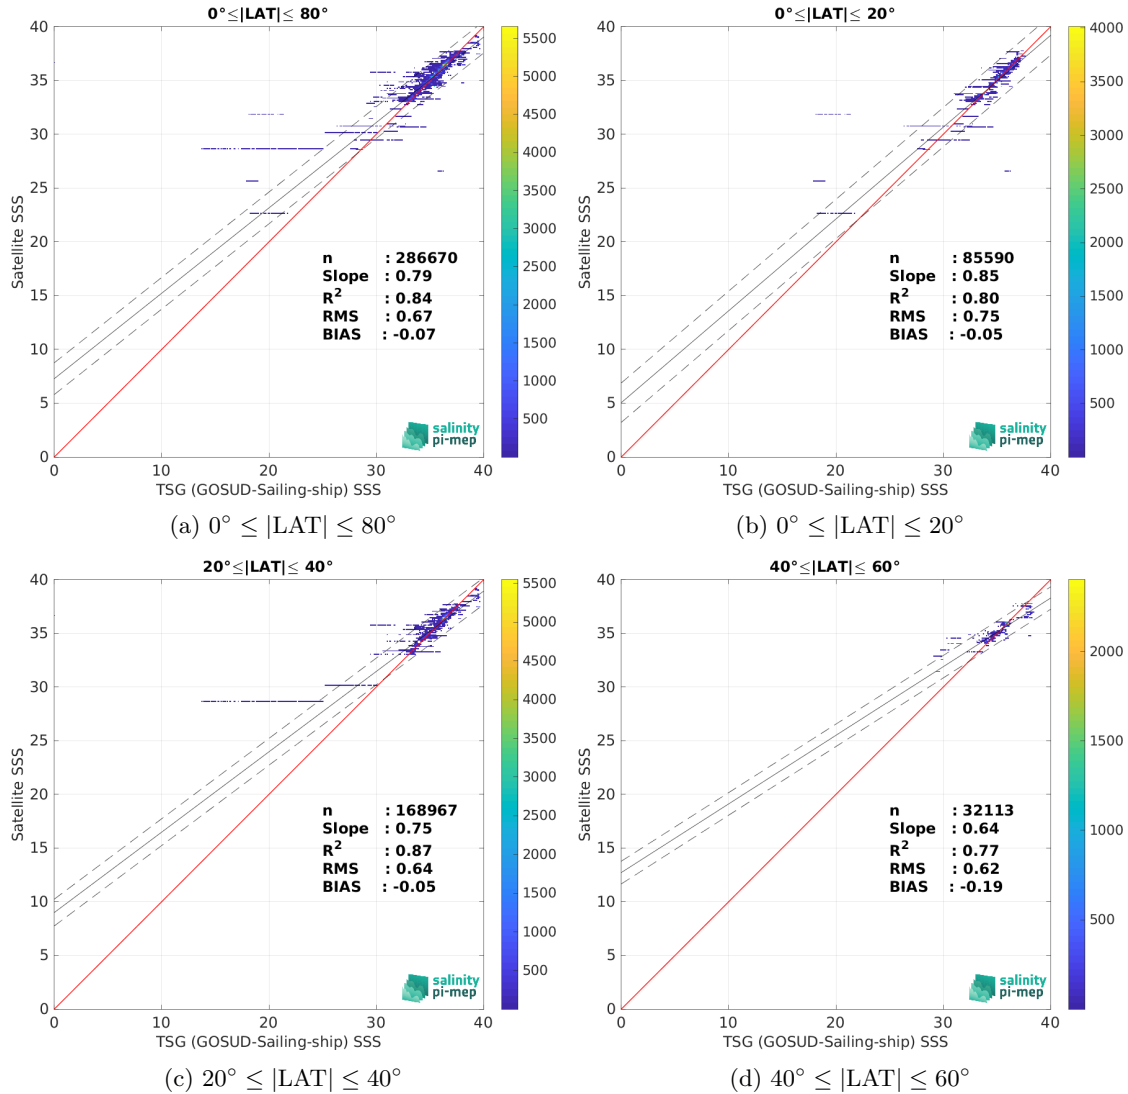 0°≤|LAT|≤ 80°
Satellite SSS
40
35
30
25
20
15
10
5
0
0 10 20 30 40
TSG (GOSUD-Sailing-ship) SSS
n : 286670
Slope : 0.79
R² : 0.84
RMS : 0.67
BIAS : -0.07
salinity
pi-mep
5500
5000
4500
4000
3500
3000
2500
2000
1500
1000
500
(a) 0° ≤ |LAT| ≤ 80°
0°≤|LAT|≤ 20°
Satellite SSS
40
35
30
25
20
15
10
5
0
0 10 20 30 40
TSG (GOSUD-Sailing-ship) SSS
n : 85590
Slope : 0.85
R² : 0.80
RMS : 0.75
BIAS : -0.05
salinity
pi-mep
4000
3500
3000
2500
2000
1500
1000
500
(b) 0° ≤ |LAT| ≤ 20°
20°≤|LAT|≤ 40°
Satellite SSS
40
35
30
25
20
15
10
5
0
0 10 20 30 40
TSG (GOSUD-Sailing-ship) SSS
n : 168967
Slope : 0.75
R² : 0.87
RMS : 0.64
BIAS : -0.05
salinity
pi-mep
5500
5000
4500
4000
3500
3000
2500
2000
1500
1000
500
(c) 20° ≤ |LAT| ≤ 40°
40°≤|LAT|≤ 60°
Satellite SSS
40
35
30
25
20
15
10
5
0
0 10 20 30 40
TSG (GOSUD-Sailing-ship) SSS
n : 32113
Slope : 0.64
R² : 0.77
RMS : 0.62
BIAS : -0.19
salinity
pi-mep
2000
1500
1000
500
(d) 40° ≤ |LAT| ≤ 60°